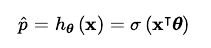 p̂ = h_θ (x) = σ (x⊺θ)